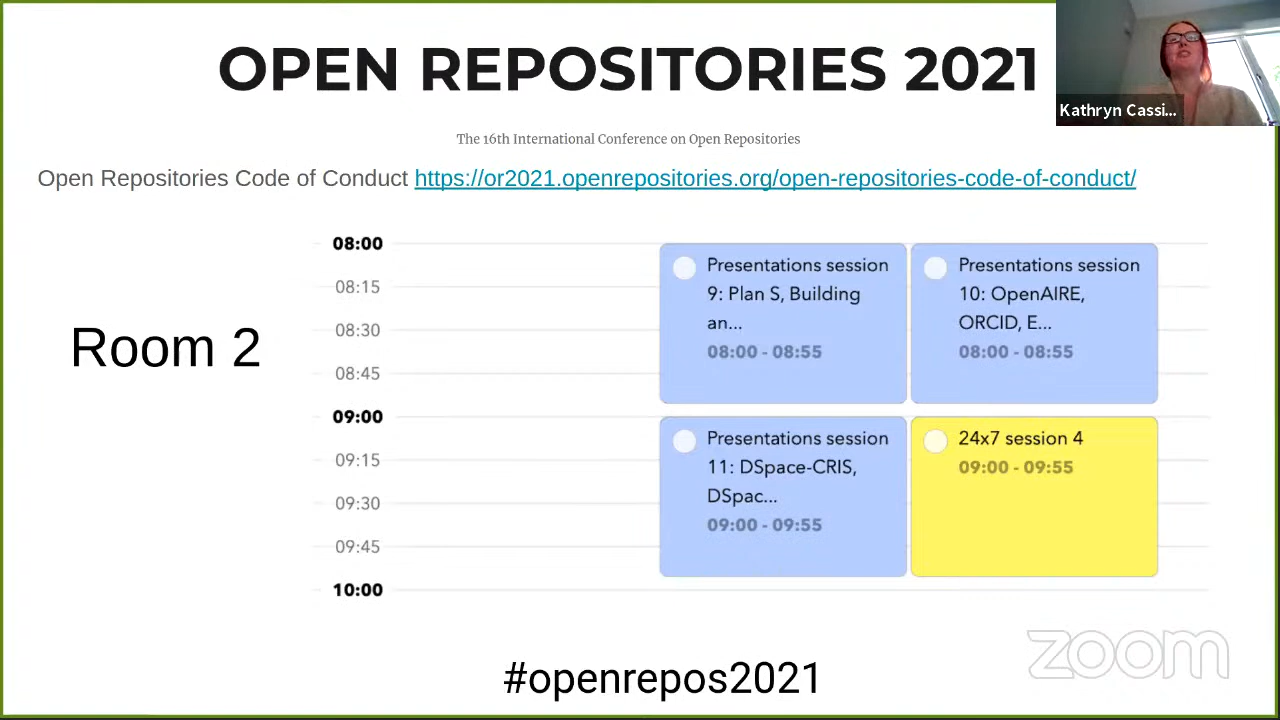 OPEN REPOSITORIES 2021
Kathryn Cassi...
The 16th International Conference on Open Repositories
Open Repositories Code of Conduct https://or2021.openrepositories.org/open-repositories-code-of-conduct/
Room 2
08:00
08:15
08:30
08:45
09:00
09:15
09:30
09:45
10:00
Presentations session
9: Plan S, Building
an...
08:00 - 08:55
Presentations session
10: OpenAIRE,
ORCID, E...
08:00 - 08:55
Presentations session
11: DSpace-CRIS,
DSpac...
09:00 - 09:55
24x7 session 4
09:00 - 09:55
zoom
#openrepos2021